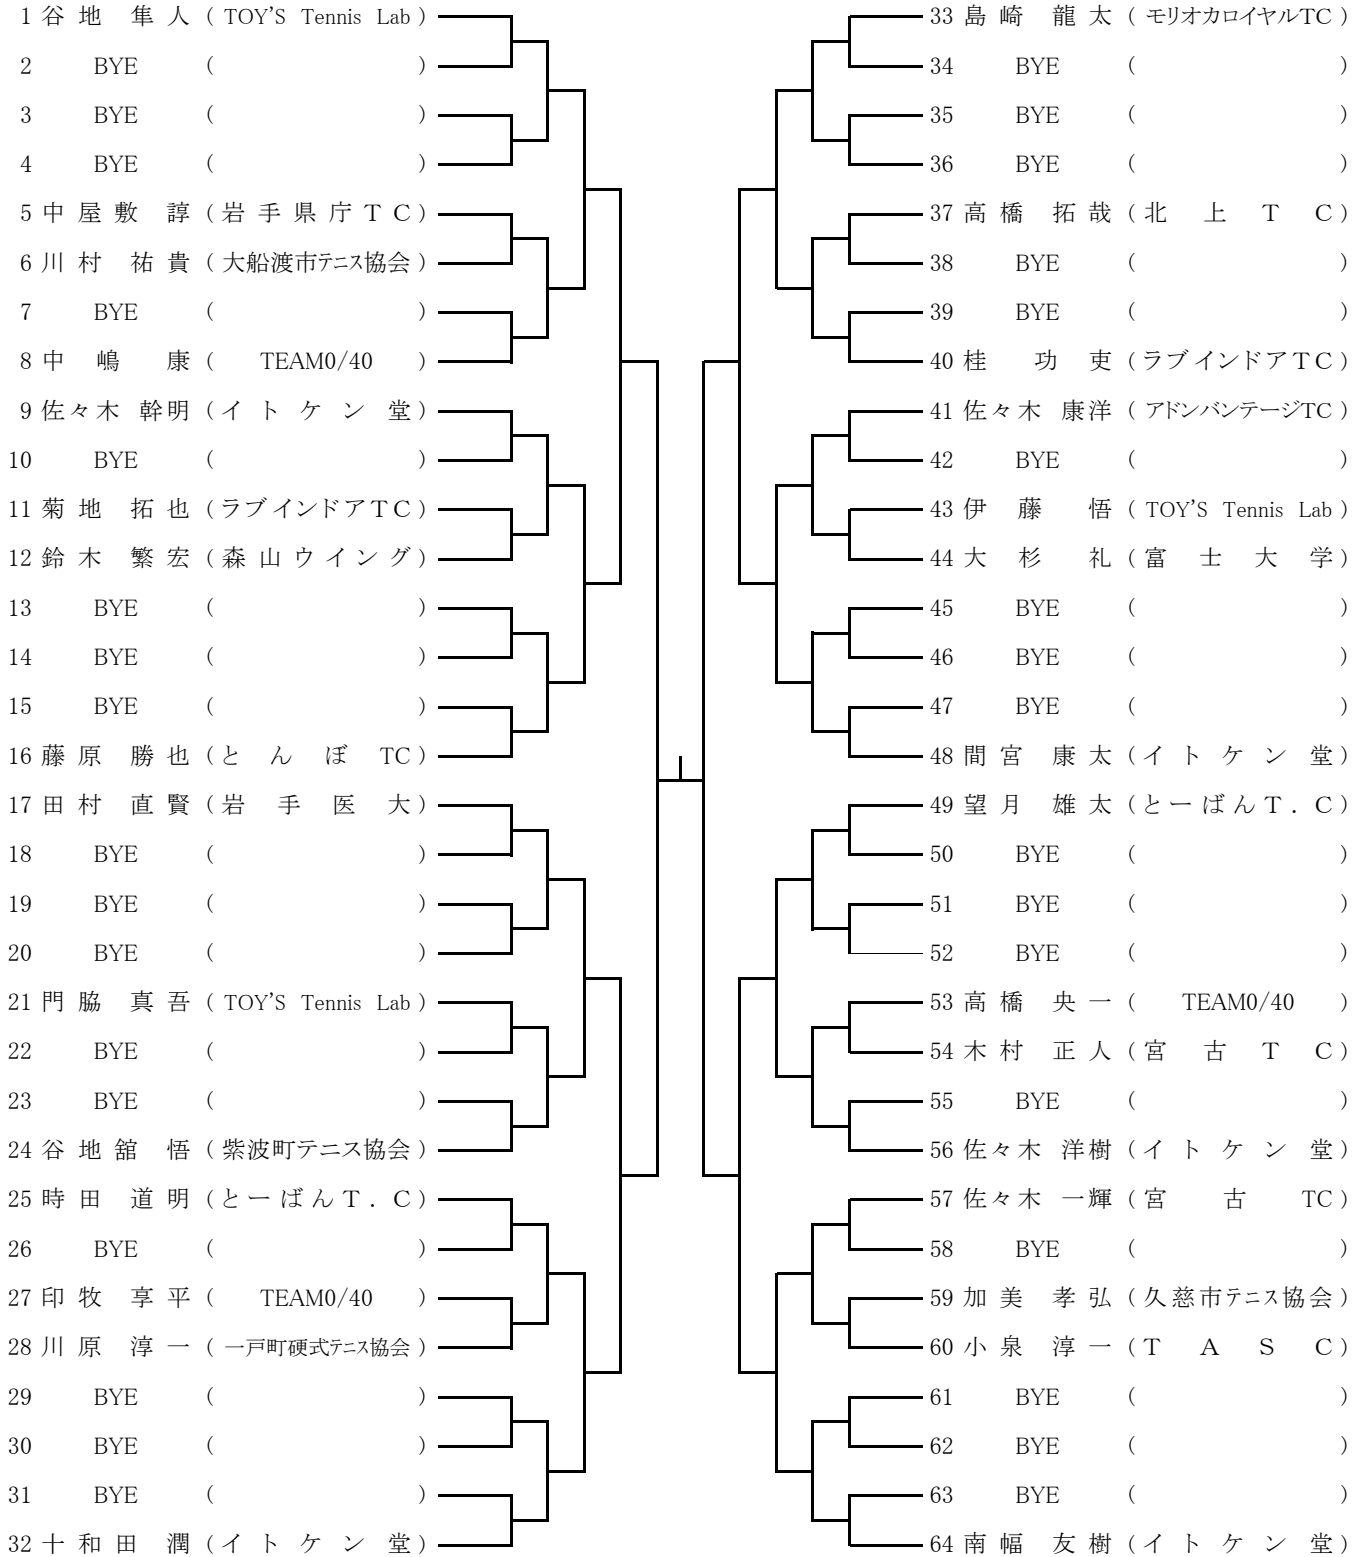 1 谷 地 隼 人 ( TOY'S Tennis Lab )
2 BYE ( )
3 BYE ( )
4 BYE ( )
5 中 屋 敷 諄 ( 岩 手 県 庁 T C )
6 川 村 祐 貴 ( 大船渡市テニス協会 )
7 BYE ( )
8 中 嶋 康 ( TEAM0/40 )
9 佐々木 幹明 ( イ ト ケ ン 堂 )
10 BYE ( )
11 菊 地 拓 也 ( ラブインドアTC )
12 鈴 木 繁 宏 ( 森 山 ウ イ ン グ )
13 BYE ( )
14 BYE ( )
15 BYE ( )
16 藤 原 勝 也 ( と ん ぼ TC )
17 田 村 直 賢 ( 岩 手 医 大 )
18 BYE ( )
19 BYE ( )
20 BYE ( )
21 門 脇 真 吾 ( TOY'S Tennis Lab )
22 BYE ( )
23 BYE ( )
24 谷 地 舘 悟 ( 紫波町テニス協会 )
25 時 田 道 明 ( とーばんT．C )
26 BYE ( )
27 印 牧 享 平 ( TEAM0/40 )
28 川 原 淳 一 ( 一戸町硬式テニス協会 )
29 BYE ( )
30 BYE ( )
31 BYE ( )
32 十 和 田 潤 ( イ ト ケ ン 堂 )
33 島 崎 龍 太 ( モリオカロイヤルTC )
34 BYE ( )
35 BYE ( )
36 BYE ( )
37 高 橋 拓 哉 ( 北 上 T C )
38 BYE ( )
39 BYE ( )
40 桂 功 吏 ( ラブインドアTC )
41 佐々木 康洋 ( アドンバンテージTC )
42 BYE ( )
43 伊 藤 悟 ( TOY'S Tennis Lab )
44 大 杉 礼 ( 富 士 大 学 )
45 BYE ( )
46 BYE ( )
47 BYE ( )
48 間 宮 康 太 ( イ ト ケ ン 堂 )
49 望 月 雄 太 ( とーばんT．C )
50 BYE ( )
51 BYE ( )
52 BYE ( )
53 高 橋 央 一 ( TEAM0/40 )
54 木 村 正 人 ( 宮 古 T C )
55 BYE ( )
56 佐々木 洋樹 ( イ ト ケ ン 堂 )
57 佐々木 一輝 ( 宮 古 TC )
58 BYE ( )
59 加 美 孝 弘 ( 久慈市テニス協会 )
60 小 泉 淳 一 ( T A S C )
61 BYE ( )
62 BYE ( )
63 BYE ( )
64 南 幅 友 樹 ( イ ト ケ ン 堂 )